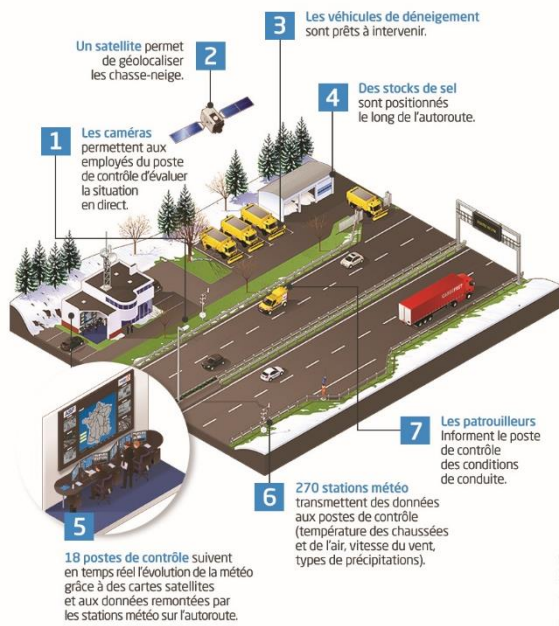 1
Les caméras
permettent aux
employés du poste
de contrôle d'évaluer
la situation
en direct.
2
Un satellite permet
de géolocaliser
les chasse-neige.
3
Les véhicules de déneigement
sont prêts à intervenir.
4
Des stocks de sel
sont positionnés
le long de l'autoroute.
5
18 postes de contrôle suivent
en temps réel l'évolution de la météo
grâce à des cartes satellites
et aux données remontées par
les stations météo sur l'autoroute.
6
270 stations météo
transmettent des données
aux postes de contrôle
(température des chaussées
et de l'air, vitesse du vent,
types de précipitations).
7
Les patrouilleurs
Informent le poste
de contrôle
des conditions
de conduite.